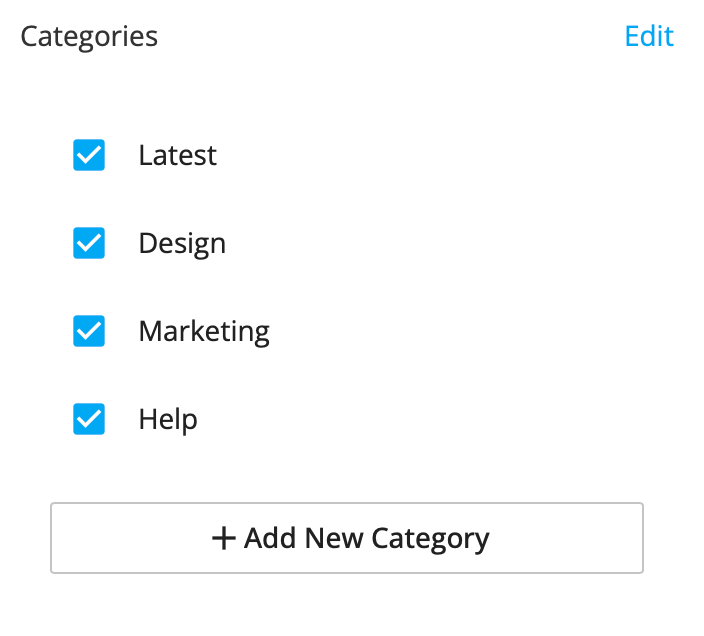 Categories Edit
Latest
Design
Marketing
Help
+ Add New Category